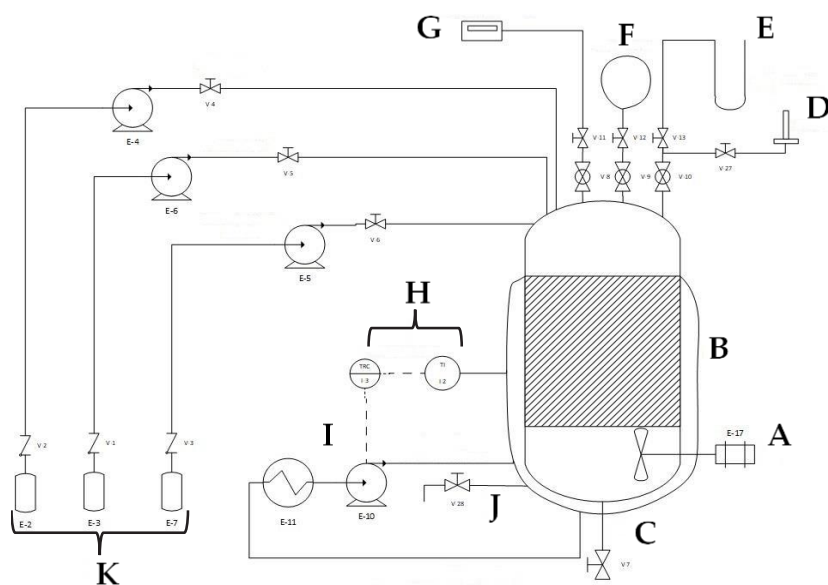 G
F
E
D
V-4
E-4
V-11
V-12
V-13
V-27
V-5
V-8
V-9
V-10
E-6
V-6
E-5
H
B
TRC
I-3
TI
I-2
I
E-17
A
V-2
V-1
V-3
E-11
E-10
V 28
J
C
E-2
E-3
E-7
V 7
K